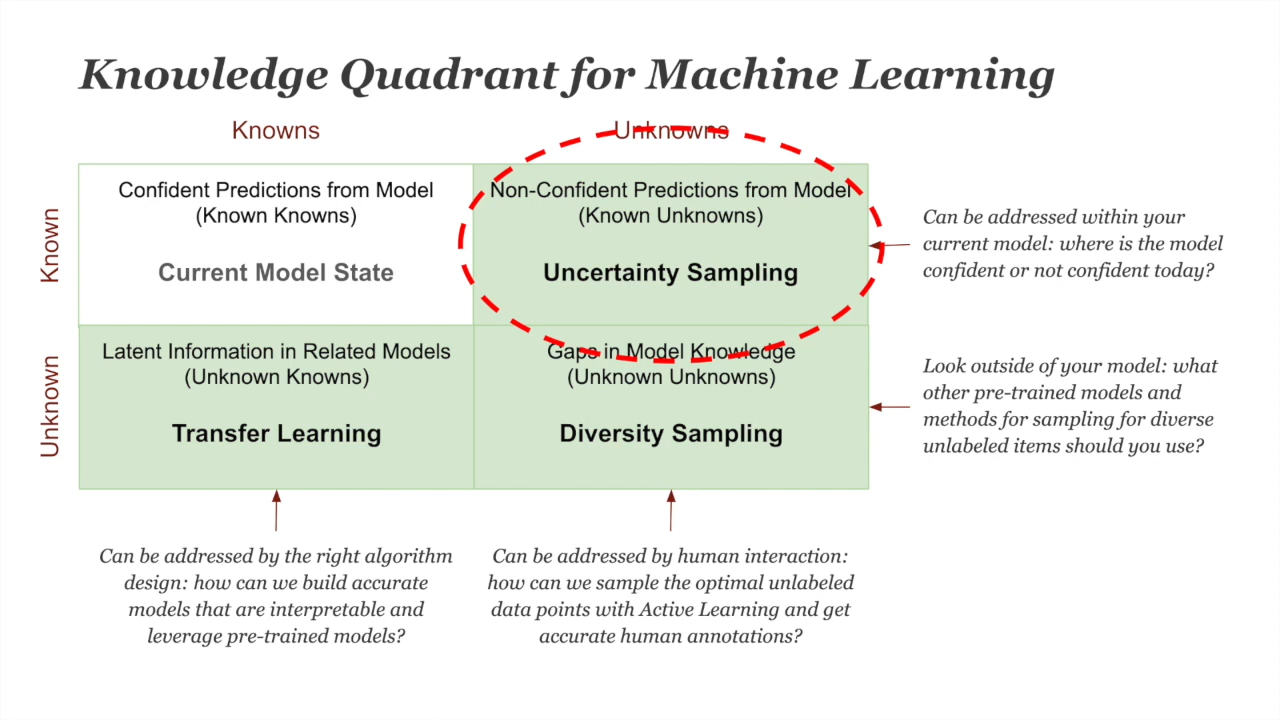 Knowledge Quadrant for Machine Learning
Knowns
Unknowns
Known
Confident Predictions from Model
(Known Knowns)
Current Model State
Non-Confident Predictions from Model
(Known Unknowns)
Uncertainty Sampling
Can be addressed within your
current model: where is the model
confident or not confident today?
Unknown
Latent Information in Related Models
(Unknown Knowns)
Transfer Learning
Gaps in Model Knowledge
(Unknown Unknowns)
Diversity Sampling
Look outside of your model: what
other pre-trained models and
methods for sampling for diverse
unlabeled items should you use?
Can be addressed by the right algorithm
design: how can we build accurate
models that are interpretable and
leverage pre-trained models?
Can be addressed by human interaction:
how can we sample the optimal unlabeled
data points with Active Learning and get
accurate human annotations?